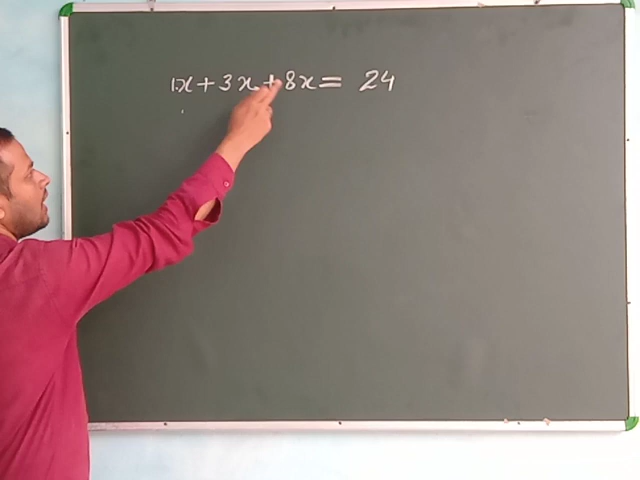 1x + 3x + 8x = 24